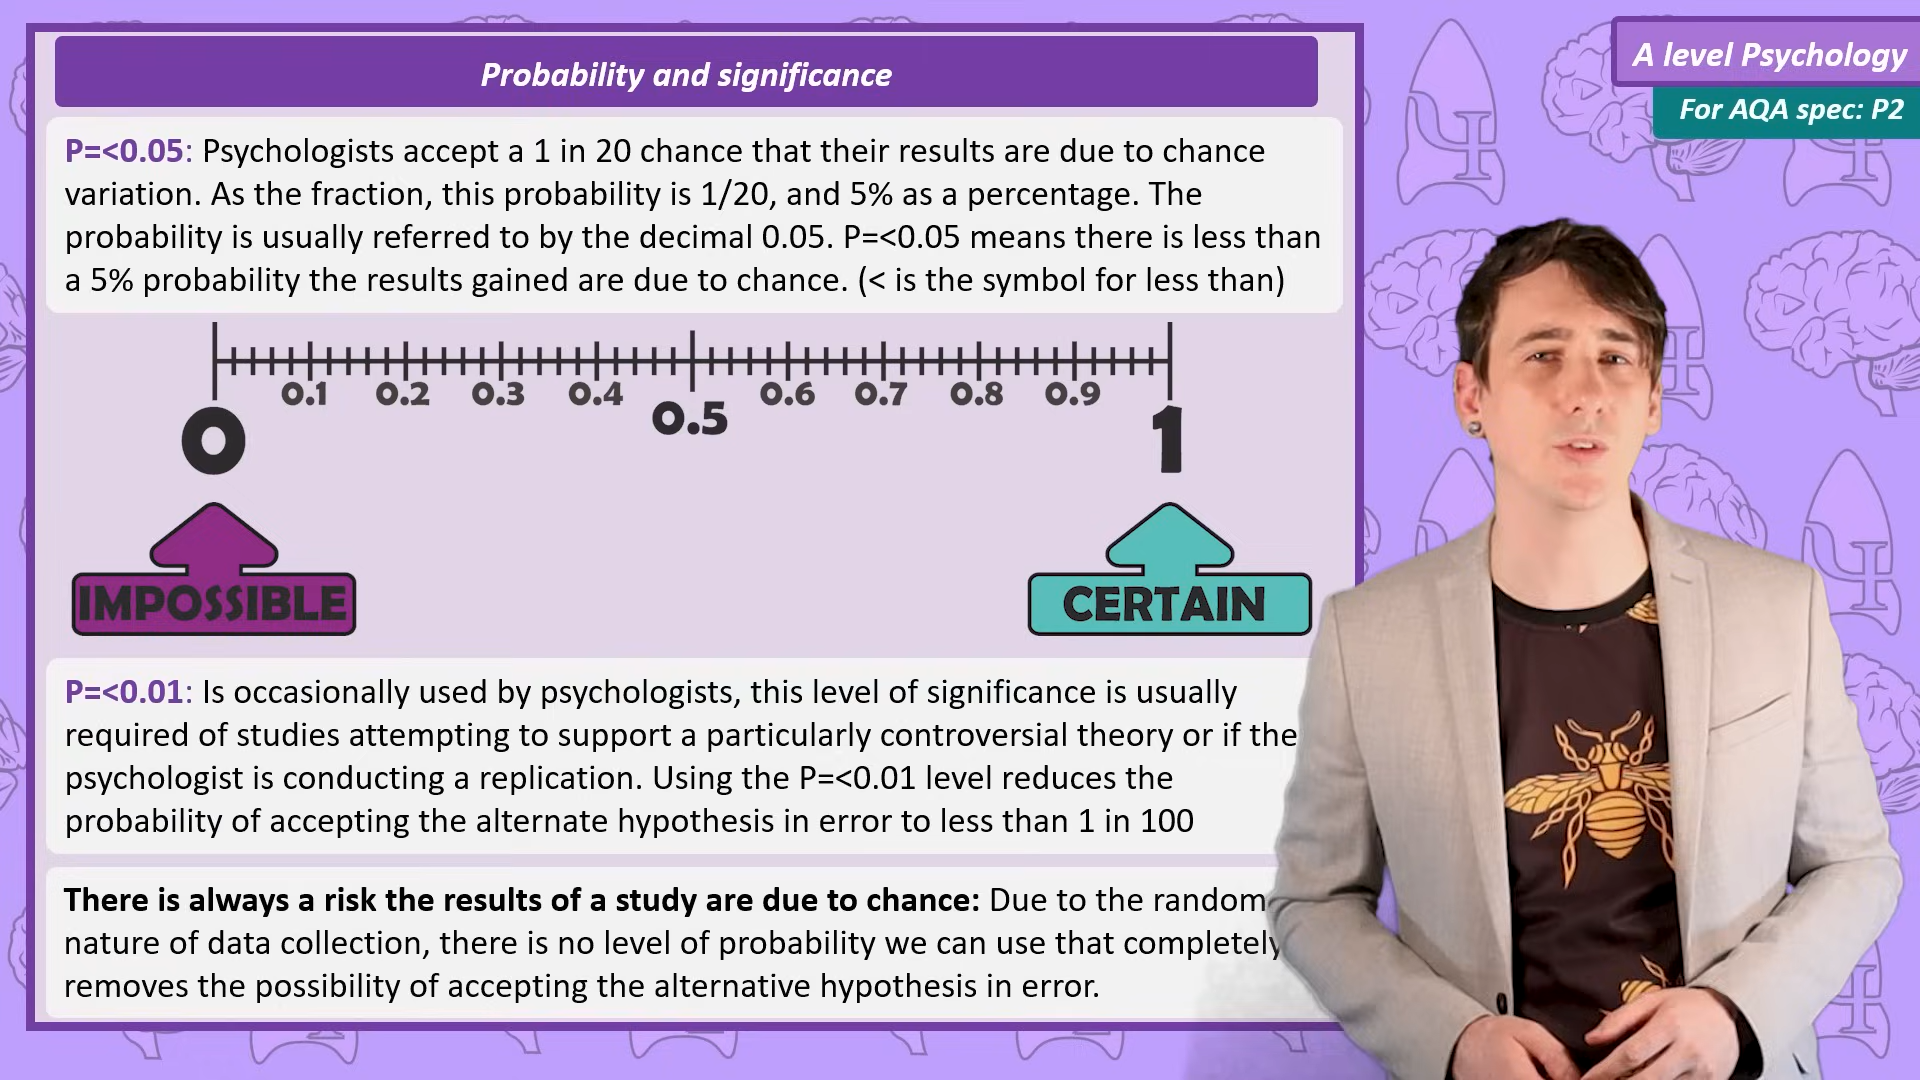 Probability and significance
A level Psychology
For AQA spec: P2
P=<0.05: Psychologists accept a 1 in 20 chance that their results are due to chance
variation. As the fraction, this probability is 1/20, and 5% as a percentage. The
probability is usually referred to by the decimal 0.05. P=<0.05 means there is less than
a 5% probability the results gained are due to chance. (< is the symbol for less than)
0.1 0.2 0.3 0.4 0.6 0.7 0.8 0.9
0 0.5 1
IMPOSSIBLE CERTAIN
P=<0.01: Is occasionally used by psychologists, this level of significance is usually
required of studies attempting to support a particularly controversial theory or if the
psychologist is conducting a replication. Using the P=<0.01 level reduces the
probability of accepting the alternate hypothesis in error to less than 1 in 100
There is always a risk the results of a study are due to chance: Due to the random
nature of data collection, there is no level of probability we can use that completely
removes the possibility of accepting the alternative hypothesis in error.